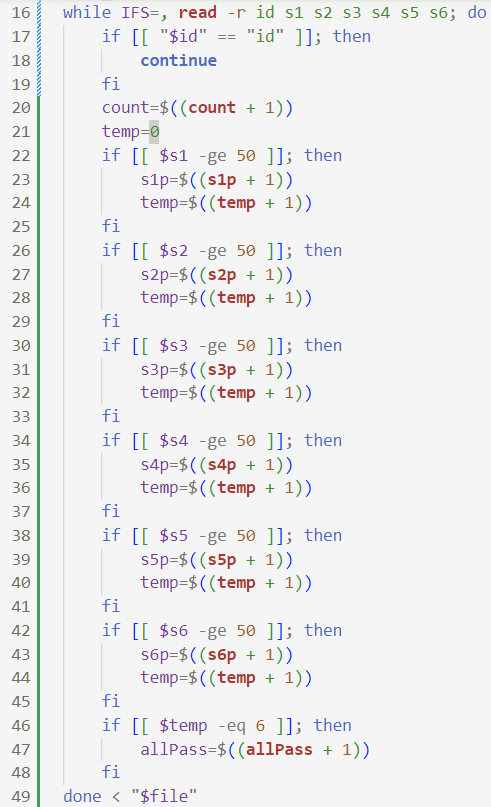 16 while IFS=, read -r id s1 s2 s3 s4 s5 s6; do
17 if [[ "$id" == "id" ]]; then
18 continue
19 fi
20 count=$((count + 1))
21 temp=0
22 if [[ $s1 -ge 50 ]]; then
23 s1p=$((s1p + 1))
24 temp=$((temp + 1))
25 fi
26 if [[ $s2 -ge 50 ]]; then
27 s2p=$((s2p + 1))
28 temp=$((temp + 1))
29 fi
30 if [[ $s3 -ge 50 ]]; then
31 s3p=$((s3p + 1))
32 temp=$((temp + 1))
33 fi
34 if [[ $s4 -ge 50 ]]; then
35 s4p=$((s4p + 1))
36 temp=$((temp + 1))
37 fi
38 if [[ $s5 -ge 50 ]]; then
39 s5p=$((s5p + 1))
40 temp=$((temp + 1))
41 fi
42 if [[ $s6 -ge 50 ]]; then
43 s6p=$((s6p + 1))
44 temp=$((temp + 1))
45 fi
46 if [[ $temp -eq 6 ]]; then
47 allPass=$((allPass + 1))
48 fi
49 done < "$file"